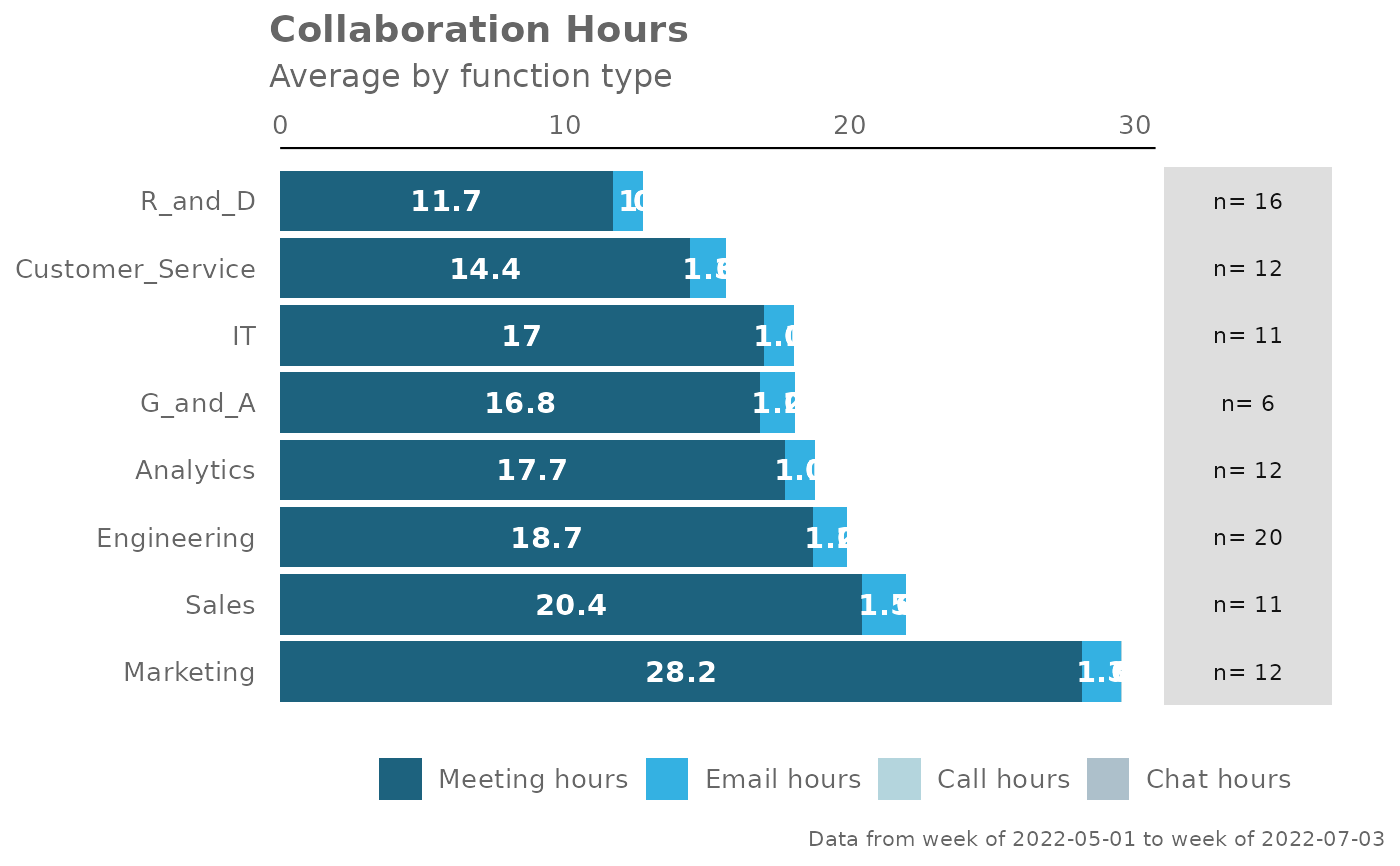 Collaboration Hours
Average by function type
0 10 20 30
R_and_D 11.7 n= 16
Customer_Service 14.4 n= 12
IT 17 n= 11
G_and_A 16.8 n= 6
Analytics 17.7 n= 12
Engineering 18.7 n= 20
Sales 20.4 n= 11
Marketing 28.2 n= 12
Meeting hours Email hours Call hours Chat hours
Data from week of 2022-05-01 to week of 2022-07-03